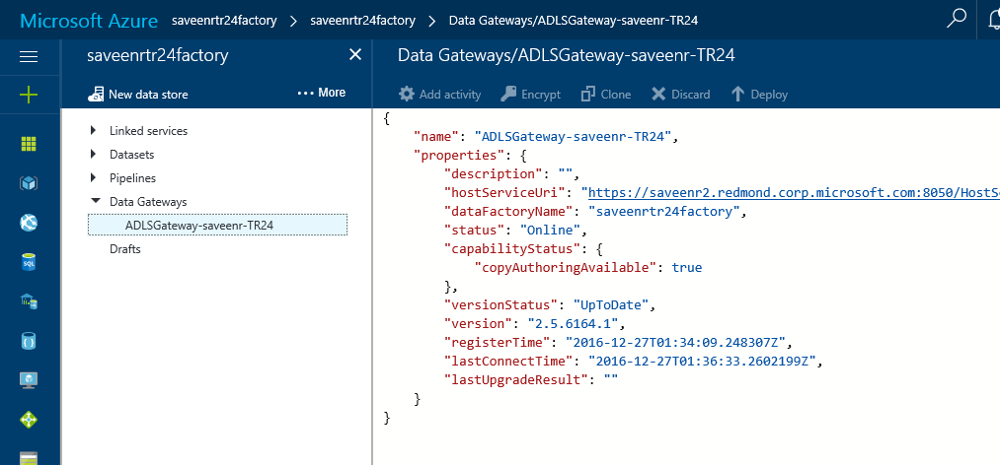 Microsoft Azure saveenrtr24factory > saveenrtr24factory > Data Gateways/ADLSGateway-saveenr-TR24
saveenrtr24factory
New data store
... More
Linked services
Datasets
Pipelines
Data Gateways
ADLSGateway-saveenr-TR24
Drafts
SQL
Data Gateways/ADLSGateway-saveenr-TR24
Add activity Encrypt Clone Discard Deploy
{
"name": "ADLSGateway-saveenr-TR24",
"properties": {
"description": "",
"hostServiceUri": "https://saveenr2.redmond.corp.microsoft.com:8050/HostS
"dataFactoryName": "saveenrtr24factory",
"status": "Online",
"capabilityStatus": {
"copyAuthoringAvailable": true
},
"versionStatus": "UpToDate",
"version": "2.5.6164.1",
"registerTime": "2016-12-27T01:34:09.248307Z",
"lastConnectTime": "2016-12-27T01:36:33.2602199Z",
"lastUpgradeResult": ""
}
}